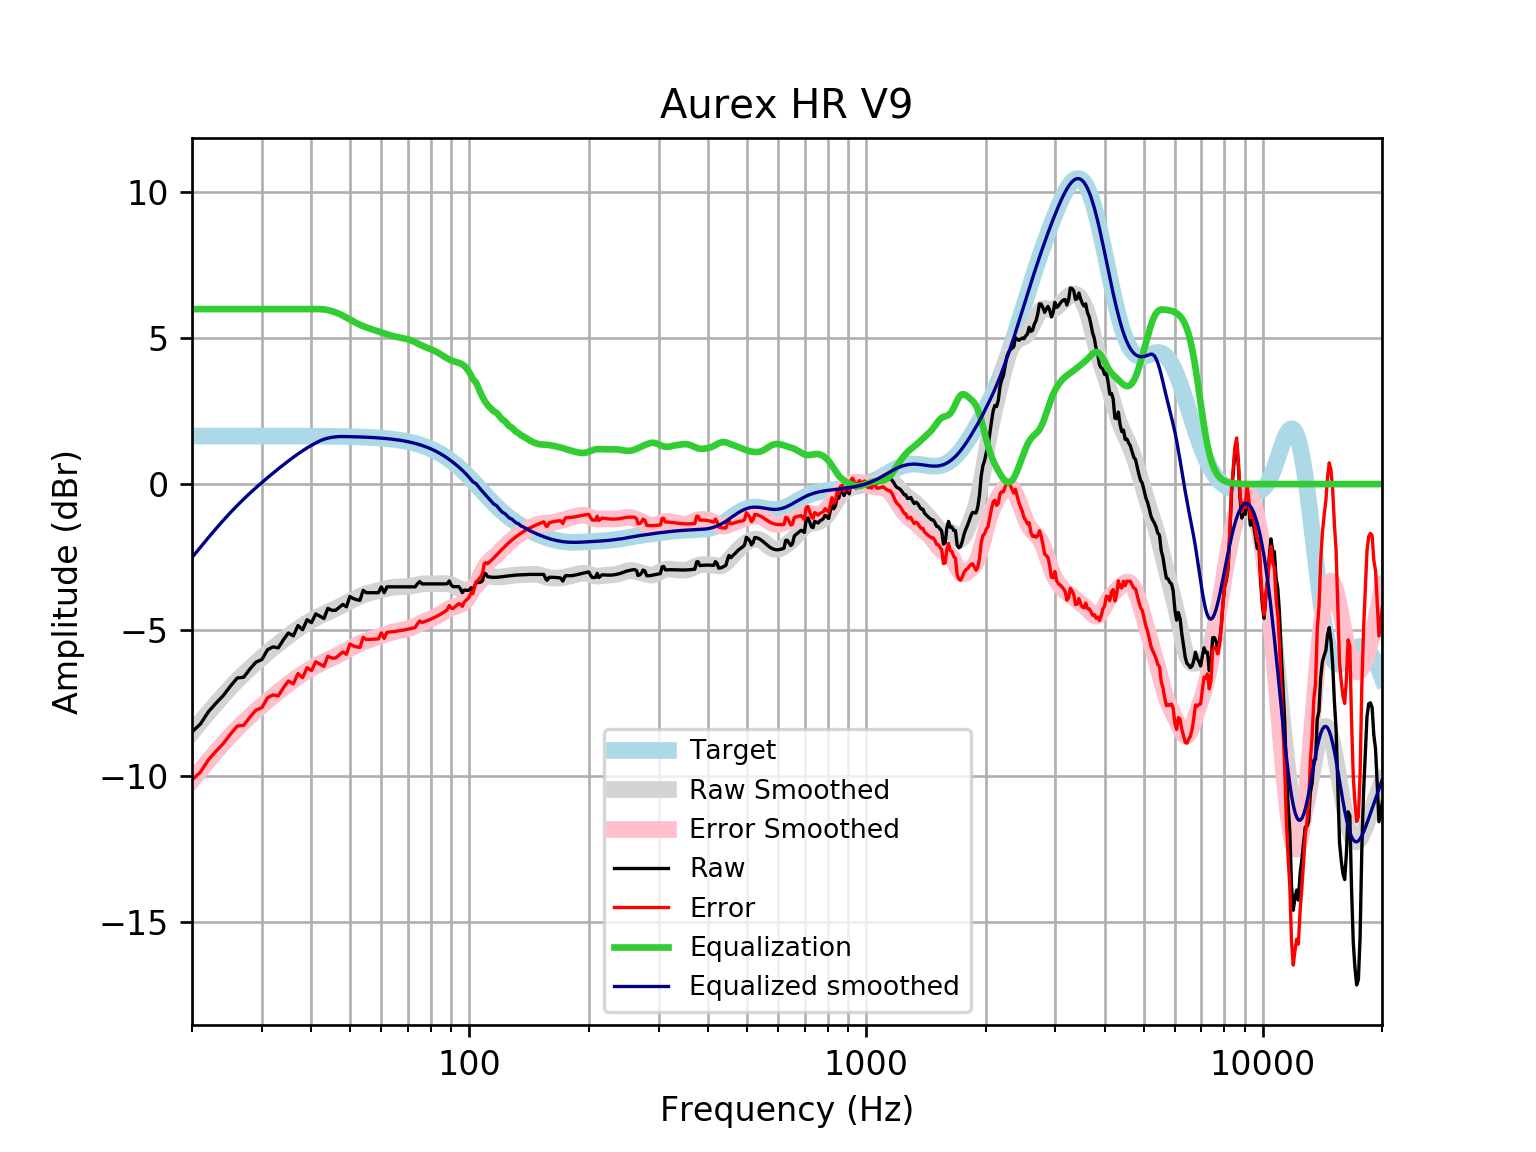 Aurex HR V9
10
5
0
−5
−10
−15
Amplitude (dBr)
Target
Raw Smoothed
Error Smoothed
Raw
Error
Equalization
Equalized smoothed
100 1000 10000
Frequency (Hz)